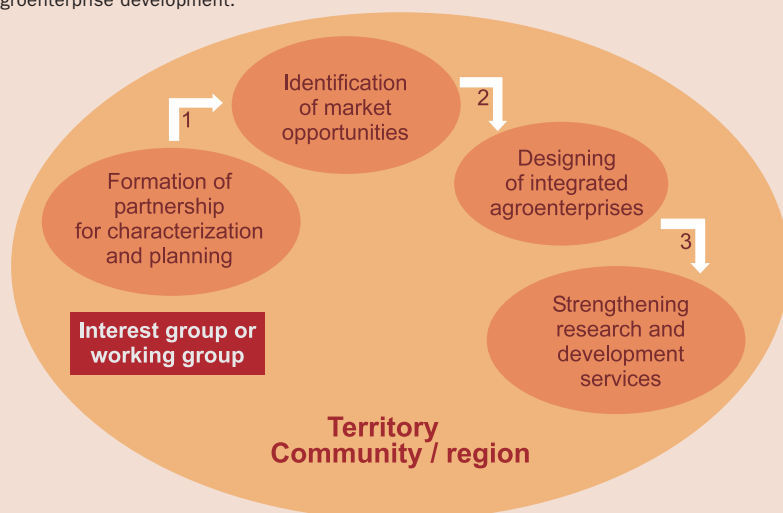 groenterprise development.
Identification
of market
opportunities
1
2
Formation of
partnership
for characterization
and planning
Designing
of integrated
agroenterprises
3
Interest group or
working group
Strengthening
research and
development
services
Territory
Community / region